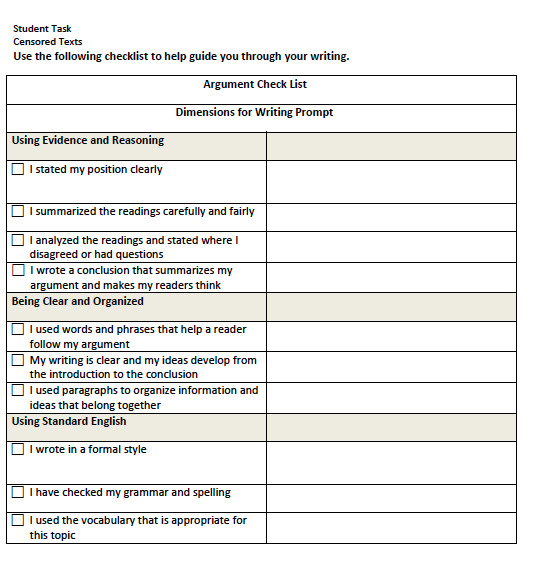 Student Task
Censored Texts
Use the following checklist to help guide you through your writing.
Argument Check List
Dimensions for Writing Prompt
Using Evidence and Reasoning
I stated my position clearly
I summarized the readings carefully and fairly
I analyzed the readings and stated where I
disagreed or had questions
I wrote a conclusion that summarizes my
argument and makes my readers think
Being Clear and Organized
I used words and phrases that help a reader
follow my argument
My writing is clear and my ideas develop from
the introduction to the conclusion
I used paragraphs to organize information and
ideas that belong together
Using Standard English
I wrote in a formal style
I have checked my grammar and spelling
I used the vocabulary that is appropriate for
this topic